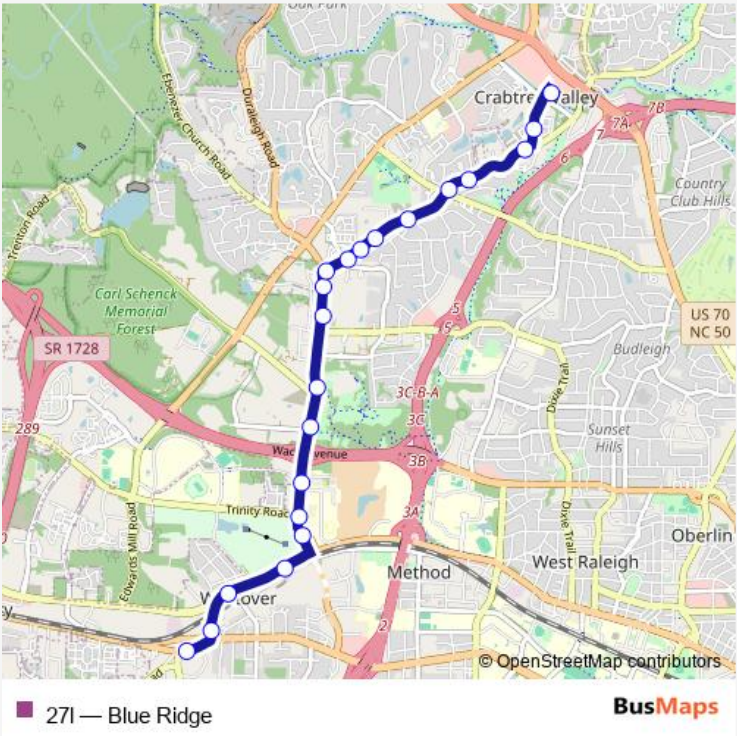 Oak Park
Crabtree Valley
7B
7A
7
6
Ebenezer Church Road
Duraleigh Road
Country
Club Hills
Trenton Road
Carl Schenck
Memorial
Forest
US 70
NC 50
5
5
SR 1728
Budleigh
Dixie Trail
3C-B-A
3C
289
Sunset
Hills
Wade Avenue
3B
Trinity Road
3A
Edwards Mill Road
Dixie Trail
Oberlin
Method
West Raleigh
Westover
2
© OpenStreetMap contributors
27l — Blue Ridge
BusMaps